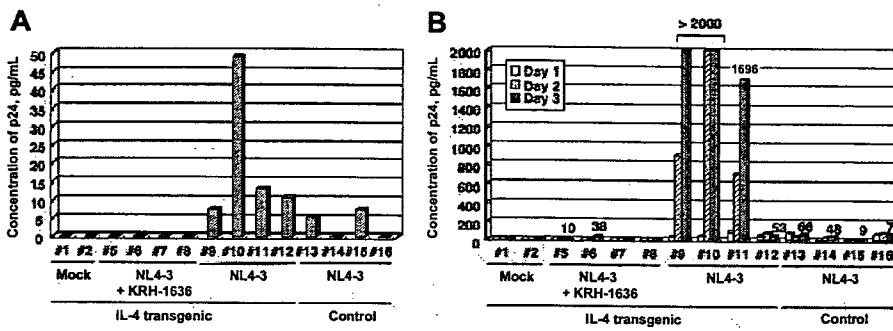 A
Concentration of p24, pg/mL
50
45
40
35
30
25
20
15
10
5
0
#1 #2 #5 #6 #7 #8 #9 #10 #11 #12 #13 #14 #15 #16
Mock
NL4-3
+ KRH-1636
NL4-3
NL4-3
IL-4 transgenic
Control
B
> 2000
Concentration of p24, pg/mL
2000
1800
1600
1400
1200
1000
800
600
400
200
0
Day 1
Day 2
Day 3
1696
10
38
53
66
48
9
7
#1 #2 #5 #6 #7 #8 #9 #10 #11 #12 #13 #14 #15 #16
Mock
NL4-3
+ KRH-1636
NL4-3
NL4-3
IL-4 transgenic
Control